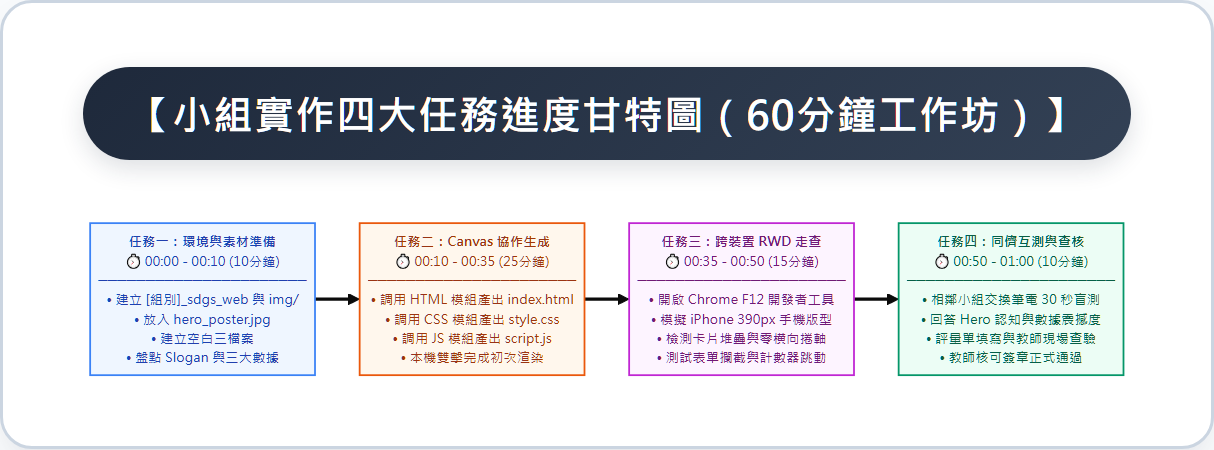 【小組實作四大任務進度甘特圖（60分鐘工作坊）】
任務一：環境與素材準備
⏱ 00:00 - 00:10 (10分鐘)
• 建立 [組別]_sdgs_web 與 img/
• 放入 hero_poster.jpg
• 建立空白三檔案
• 盤點 Slogan 與三大數據
任務二：Canvas 協作生成
⏱ 00:10 - 00:35 (25分鐘)
• 調用 HTML 模組產出 index.html
• 調用 CSS 模組產出 style.css
• 調用 JS 模組產出 script.js
• 本機雙擊完成初次渲染
任務三：跨裝置 RWD 走查
⏱ 00:35 - 00:50 (15分鐘)
• 開啟 Chrome F12 開發者工具
• 模擬 iPhone 390px 手機版型
• 檢測卡片堆疊與零橫向捲軸
• 測試表單攔截與計數器跳動
任務四：同儕互測與查核
⏱ 00:50 - 01:00 (10分鐘)
• 相鄰小組交換筆電 30 秒盲測
• 回答 Hero 認知與數據震撼度
• 評量單填寫與教師現場查驗
• 教師核可簽章正式通過